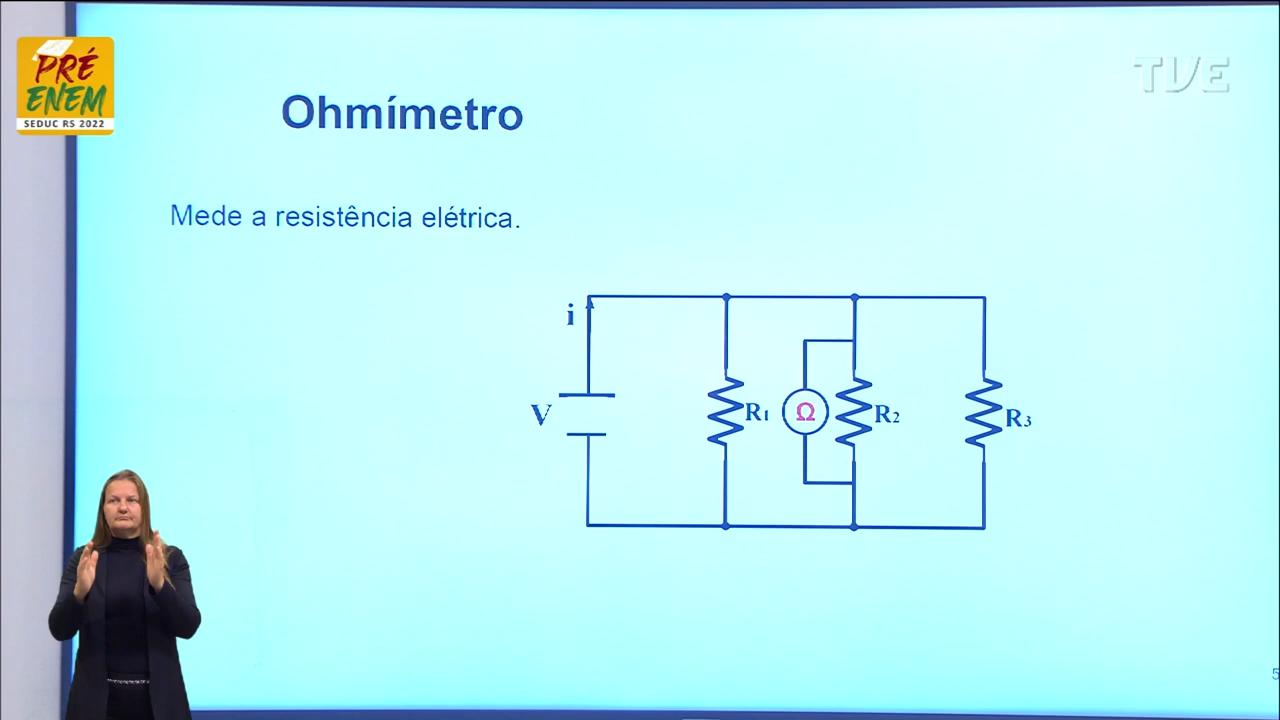 PRÉ
ENEM
SEDUC RS 2022
TVE
Ohmímetro
Mede a resistência elétrica.
i
V
R1
Ω
R2
R3
5